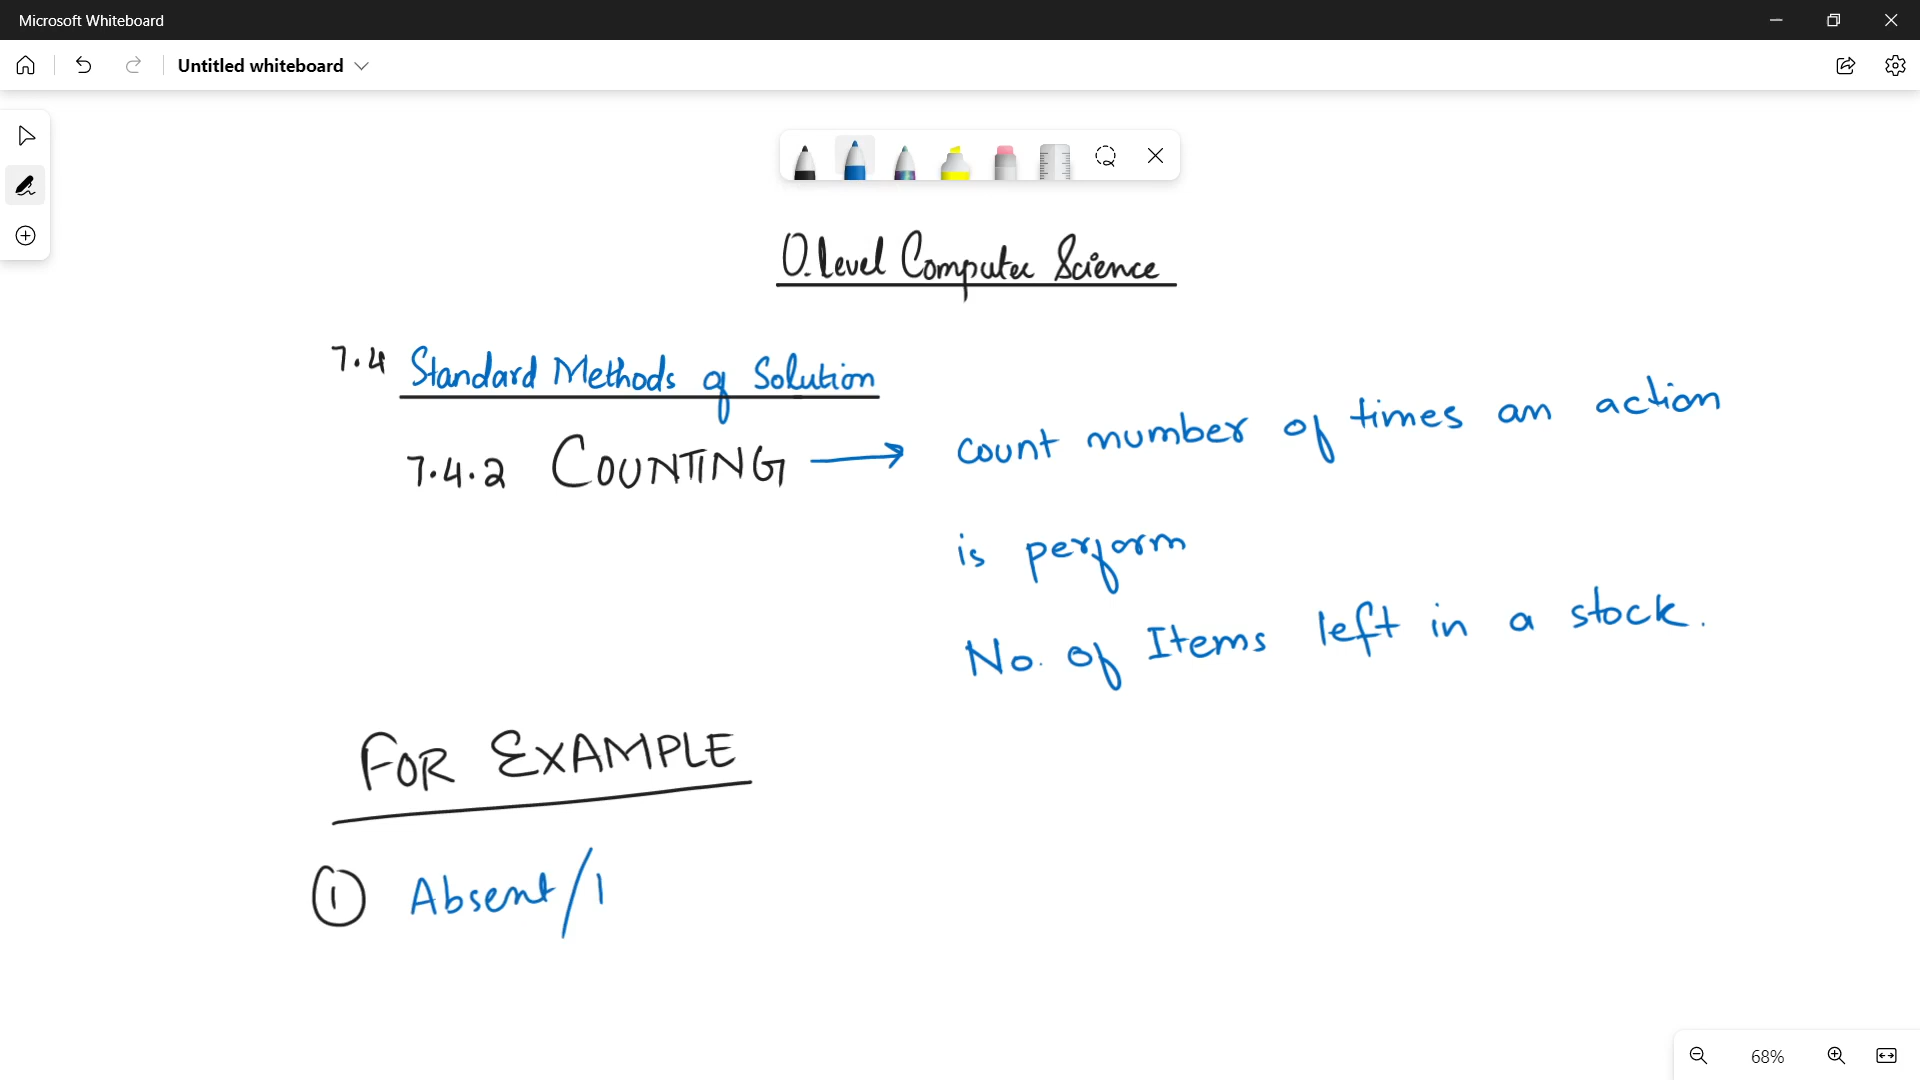 Microsoft Whiteboard
Untitled whiteboard
O.Level Computer Science
7.4 Standard Methods of Solution
7.4.2 COUNTING → count number of times an action
is perform
No. of Items left in a stock.
FOR EXAMPLE
① Absent/
68%